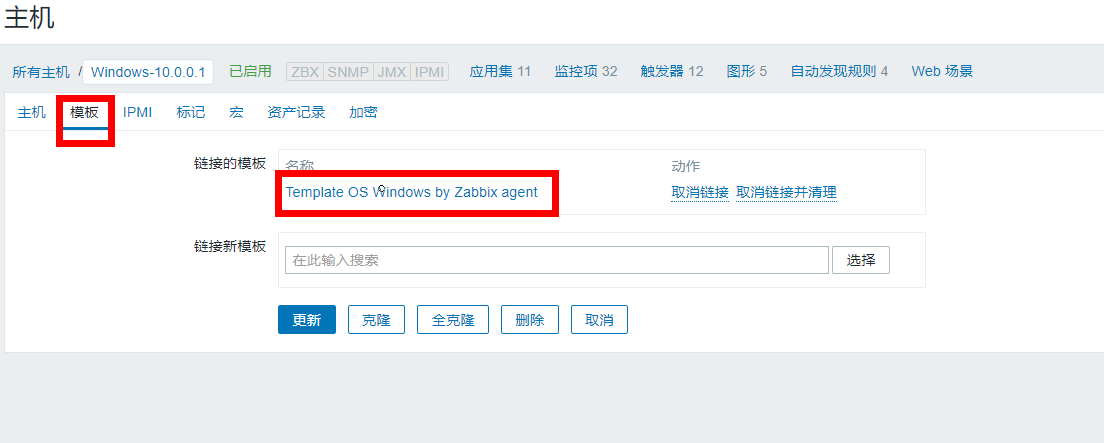 主机
所有主机 / Windows-10.0.0.1 已启用 ZBX SNMP JMX IPMI 应用集 11 监控项 32 触发器 12 图形 5 自动发现规则 4 Web 场景
主机 模板 IPMI 标记 宏 资产记录 加密
链接的模板 名称 动作
Template OS Windows by Zabbix agent 取消链接 取消链接并清理
链接新模板 在此输入搜索 选择
更新 克隆 全克隆 删除 取消